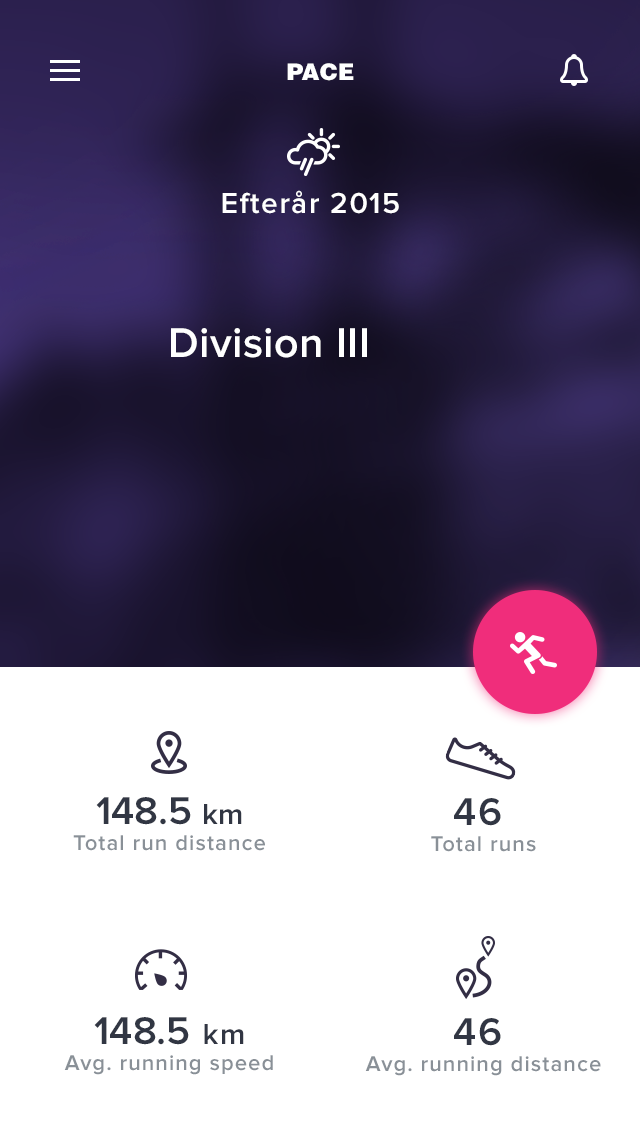 PACE
Efterår 2015
Division III
148.5 km
Total run distance
46
Total runs
148.5 km
Avg. running speed
46
Avg. running distance